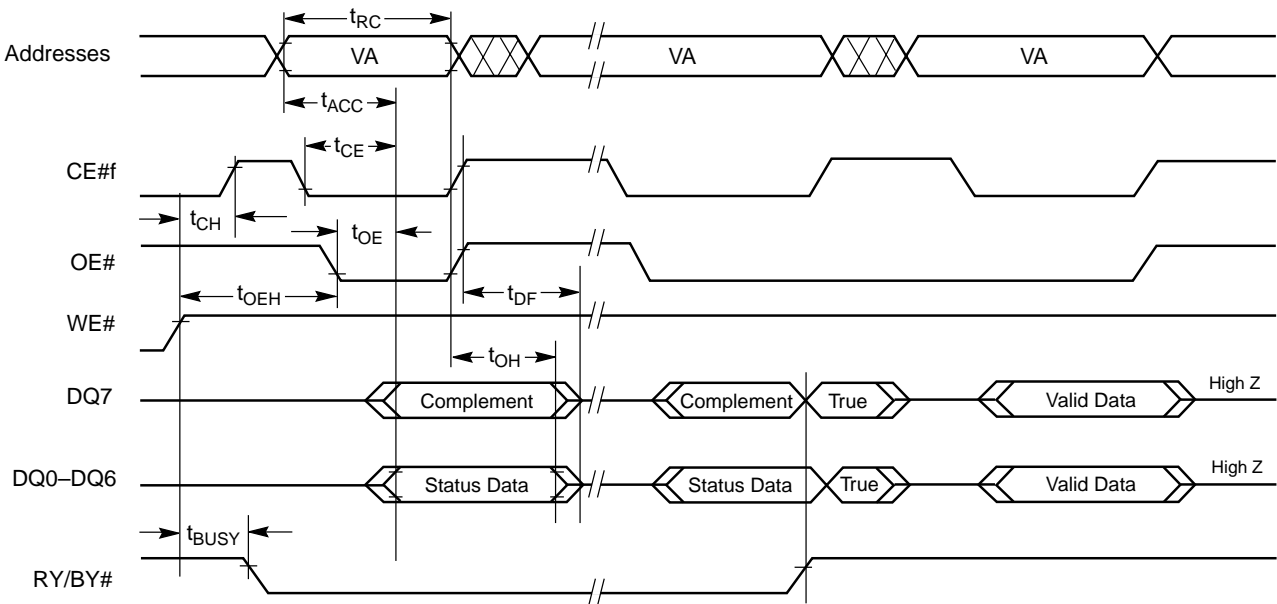 tRC
Addresses VA VA VA
tACC
tCE
CE#f
tCH tOE
OE#
tOEH tDF
WE#
tOH
DQ7 Complement Complement True Valid Data High Z
DQ0–DQ6 Status Data Status Data True Valid Data High Z
tBUSY
RY/BY#